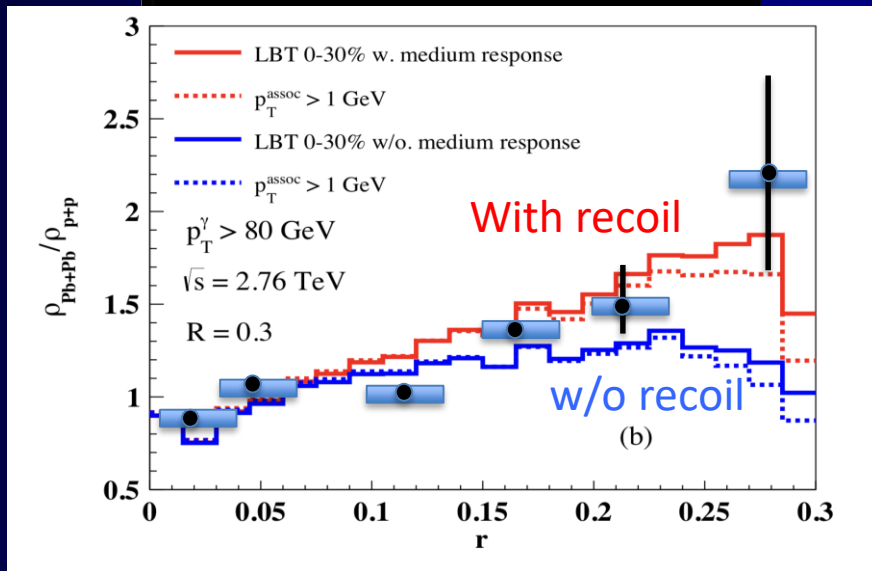 3
2.5
2
1.5
1
0.5
ρPb+Pb/ρp+p
LBT 0-30% w. medium response
p_T^assoc > 1 GeV
LBT 0-30% w/o. medium response
p_T^assoc > 1 GeV
p_T^γ > 80 GeV
√s = 2.76 TeV
R = 0.3
With recoil
w/o recoil
(b)
0 0.05 0.1 0.15 0.2 0.25 0.3
r